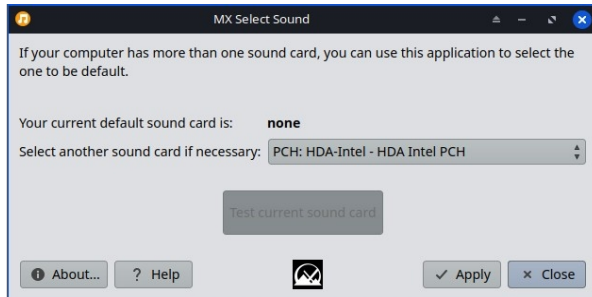 MX Select Sound
If your computer has more than one sound card, you can use this application to select the
one to be default.
Your current default sound card is: none
Select another sound card if necessary: PCH: HDA-Intel - HDA Intel PCH
Test current sound card
About... ? Help Apply Close